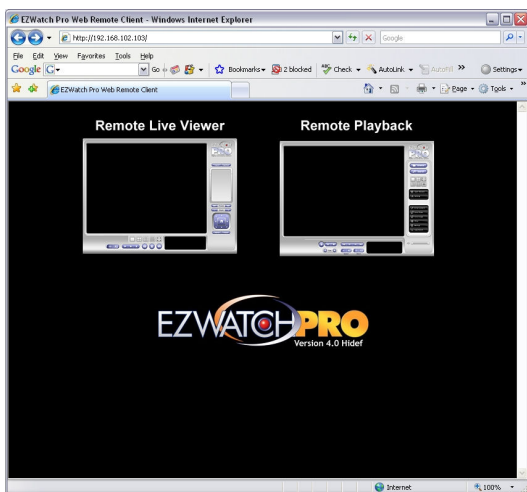 EZWatch Pro Web Remote Client - Windows Internet Explorer
http://192.168.102.103/
Google
File Edit View Favorites Tools Help
Google G Go Bookmarks 2 blocked Check AutoLink AutoFill >> Settings
EZWatch Pro Web Remote Client Page Tools >>
Remote Live Viewer Remote Playback
EZWATCHPRO
Version 4.0 Hidef
Internet 100%